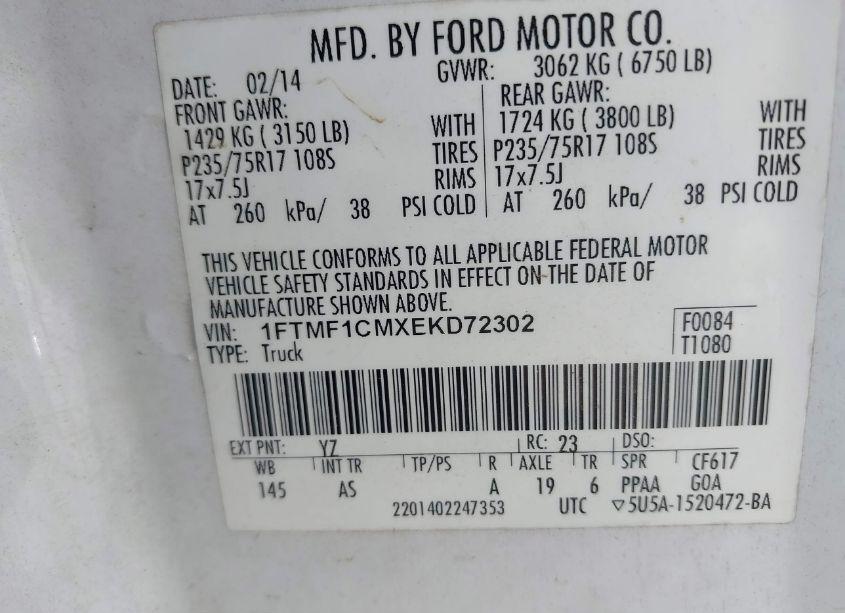 MFD. BY FORD MOTOR CO.
DATE: 02/14 GVWR: 3062 KG ( 6750 LB)
FRONT GAWR: REAR GAWR:
1429 KG ( 3150 LB) WITH 1724 KG ( 3800 LB) WITH
P235/75R17 108S TIRES P235/75R17 108S TIRES
17x7.5J RIMS 17x7.5J RIMS
AT 260 kPa/ 38 PSI COLD AT 260 kPa/ 38 PSI COLD
THIS VEHICLE CONFORMS TO ALL APPLICABLE FEDERAL MOTOR
VEHICLE SAFETY STANDARDS IN EFFECT ON THE DATE OF
MANUFACTURE SHOWN ABOVE.
VIN: 1FTMF1CMXEKD72302 F0084
TYPE: Truck T1080
EXT PNT: YZ RC: 23 DSO:
WB INT TR TP/PS R AXLE TR SPR CF617
145 AS A 19 6 PPAA GOA
2201402247353 UTC ▽5U5A-1520472-BA